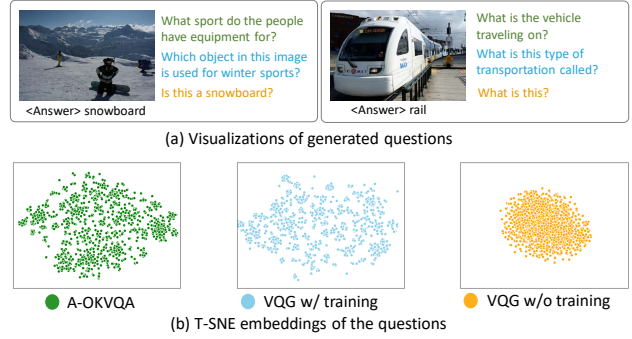 What sport do the people
have equipment for?
Which object in this image
is used for winter sports?
Is this a snowboard?
<Answer> snowboard
What is the vehicle
traveling on?
What is this type of
transportation called?
What is this?
<Answer> rail
(a) Visualizations of generated questions
A-OKVQA
VQG w/ training
VQG w/o training
(b) T-SNE embeddings of the questions